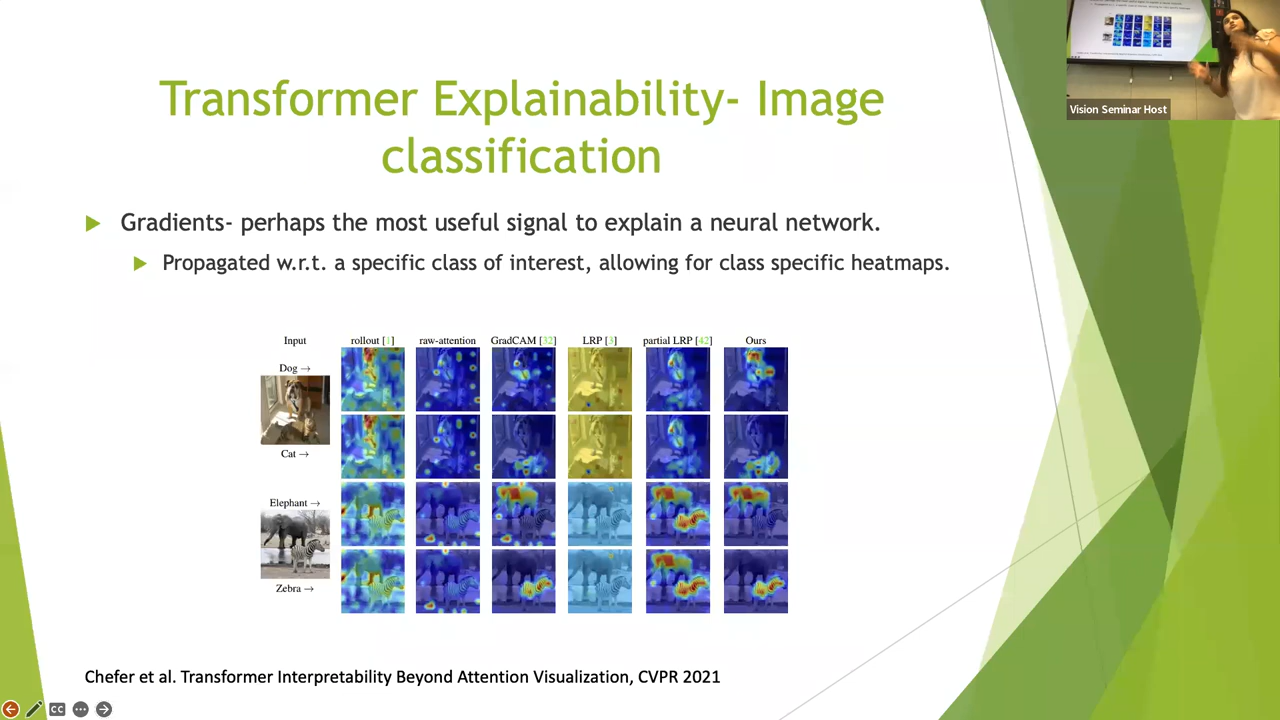 Transformer Explainability- Image
classification
Gradients- perhaps the most useful signal to explain a neural network.
Propagated w.r.t. a specific class of interest, allowing for class specific heatmaps.
Input rollout [1] raw-attention GradCAM [32] LRP [3] partial LRP [42] Ours
Dog →
Cat →
Elephant →
Zebra →
Chefer et al. Transformer Interpretability Beyond Attention Visualization, CVPR 2021
Vision Seminar Host
CC